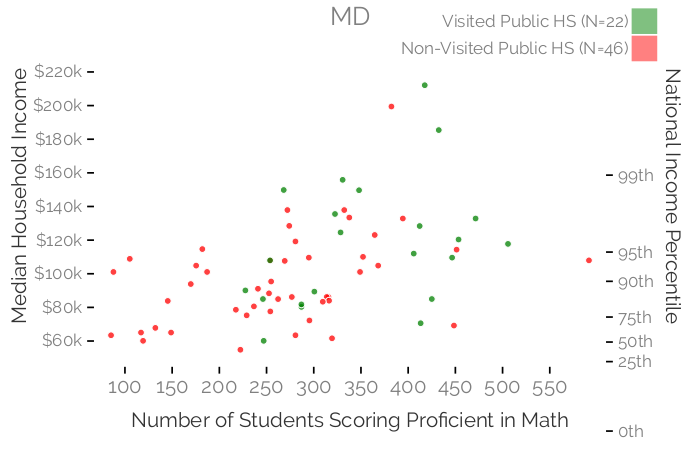 MD
Visited Public HS (N=22)
Non-Visited Public HS (N=46)
Median Household Income
$220k
$200k
$180k
$160k
$140k
$120k
$100k
$80k
$60k
National Income Percentile
99th
95th
90th
75th
50th
25th
0th
100 150 200 250 300 350 400 450 500 550
Number of Students Scoring Proficient in Math